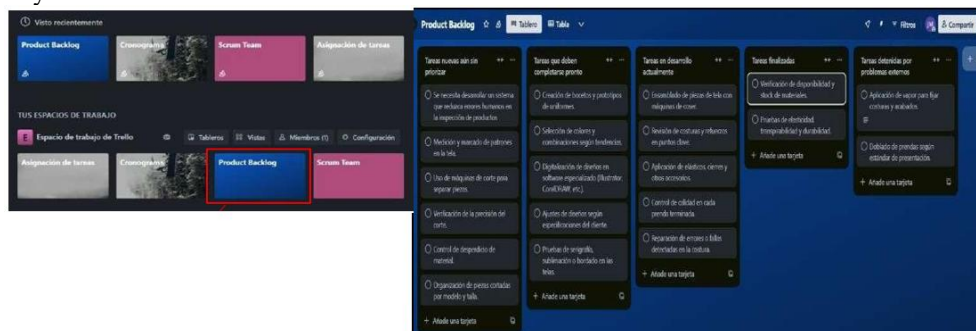 Visto recientemente
Product Backlog
Cronograma
Scrum Team
Asignación de tareas
TUS ESPACIOS DE TRABAJO
E Espacio de trabajo de Trello
Tableros
Vistas
Miembros (1)
Configuración
Asignación de tareas
Cronograma
Product Backlog
Scrum Team
Product Backlog
Tablero
Tabla
Filtros
Compartir
Tareas nuevas aún sin
priorizar
Se necesita desarrollar un sistema
que reduzca errores humanos en
la inspección de productos
Medición y marcado de patrones
en la tela.
Uso de máquinas de corte para
separar piezas.
Verificación de la precisión del
corte.
Control de desperdicio de
material.
Organización de piezas cortadas
por modelo y talla.
+ Añade una tarjeta
Tareas que deben
completarse pronto
Creación de bocetos y prototipos
de uniformes.
Selección de colores y
combinaciones según tendencias.
Digitalización de diseños en
software especializado (Illustrator,
CorelDRAW, etc.).
Ajustes de diseños según
especificaciones del cliente.
Pruebas de serigrafía,
sublimación o bordado en las
telas.
+ Añade una tarjeta
Tareas en desarrollo
actualmente
Ensamblado de piezas de tela con
máquinas de coser.
Revisión de costuras y refuerzos
en puntos clave.
Aplicación de elásticos, cierres y
otros accesorios.
Control de calidad en cada
prenda terminada.
Reparación de errores o fallas
detectadas en la costura.
+ Añade una tarjeta
Tareas finalizadas
Verificación de disponibilidad y
stock de materiales.
Pruebas de elasticidad,
transpirabilidad y durabilidad.
+ Añade una tarjeta
Tareas detenidas por
problemas externos
Aplicación de vapor para fijar
costuras y acabados.
Doblado de prendas según
estándar de presentación.
+ Añade una tarjeta